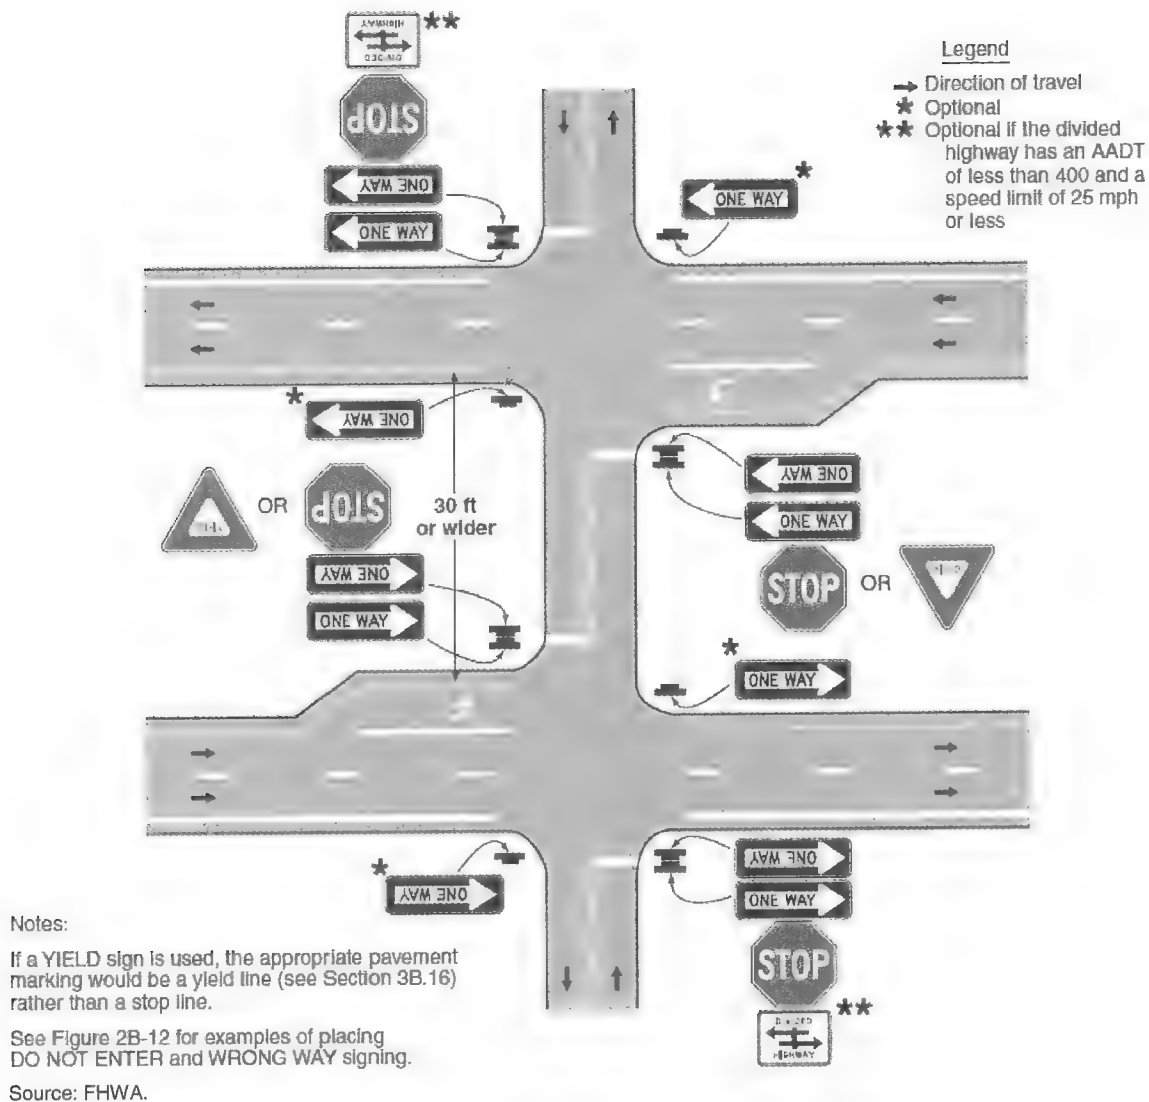 DIVIDED
HIGHWAY
**
STOP
ONE WAY
ONE WAY
*
ONE WAY
Legend
Direction of travel
* Optional
** Optional if the divided
highway has an AADT
of less than 400 and a
speed limit of 25 mph
or less
*
ONE WAY
OR
STOP
30 ft
or wider
ONE WAY
ONE WAY
ONE WAY
ONE WAY
STOP
OR
*
ONE WAY
*
ONE WAY
ONE WAY
ONE WAY
STOP
**
DIVIDED
HIGHWAY
Notes:
If a YIELD sign is used, the appropriate pavement
marking would be a yield line (see Section 3B.16)
rather than a stop line.
See Figure 2B-12 for examples of placing
DO NOT ENTER and WRONG WAY signing.
Source: FHWA.